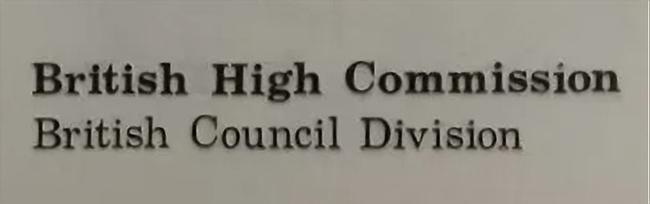 British High Commission
British Council Division